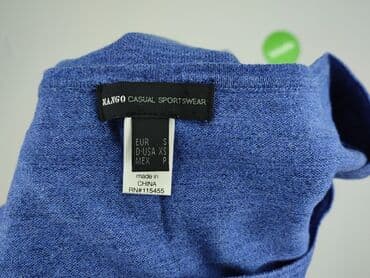 MANGO CASUAL SPORTSWEAR
EUR S
D-USA XS
MEX P
made in
CHINA
RN#115455